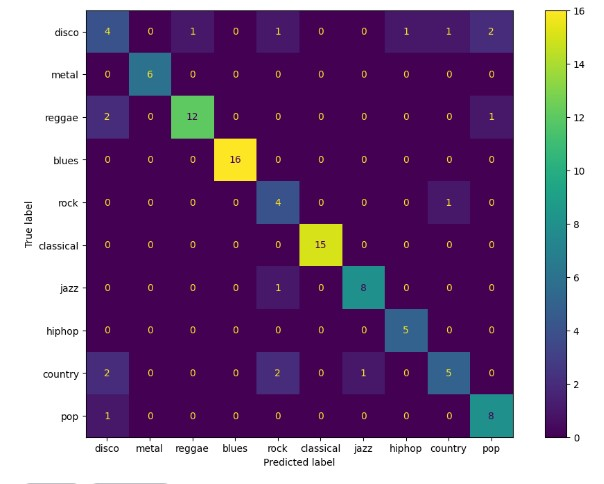 disco 4 0 1 0 1 0 0 1 1 2
metal 0 6 0 0 0 0 0 0 0 0
reggae 2 0 12 0 0 0 0 0 0 1
blues 0 0 0 16 0 0 0 0 0 0
rock 0 0 0 0 4 0 0 0 1 0
classical 0 0 0 0 0 15 0 0 0 0
jazz 0 0 0 0 1 0 8 0 0 0
hiphop 0 0 0 0 0 0 0 5 0 0
country 2 0 0 0 2 0 1 0 5 0
pop 1 0 0 0 0 0 0 0 0 8
disco metal reggae blues rock classical jazz hiphop country pop
Predicted label
True label
16
14
12
10
8
6
4
2
0